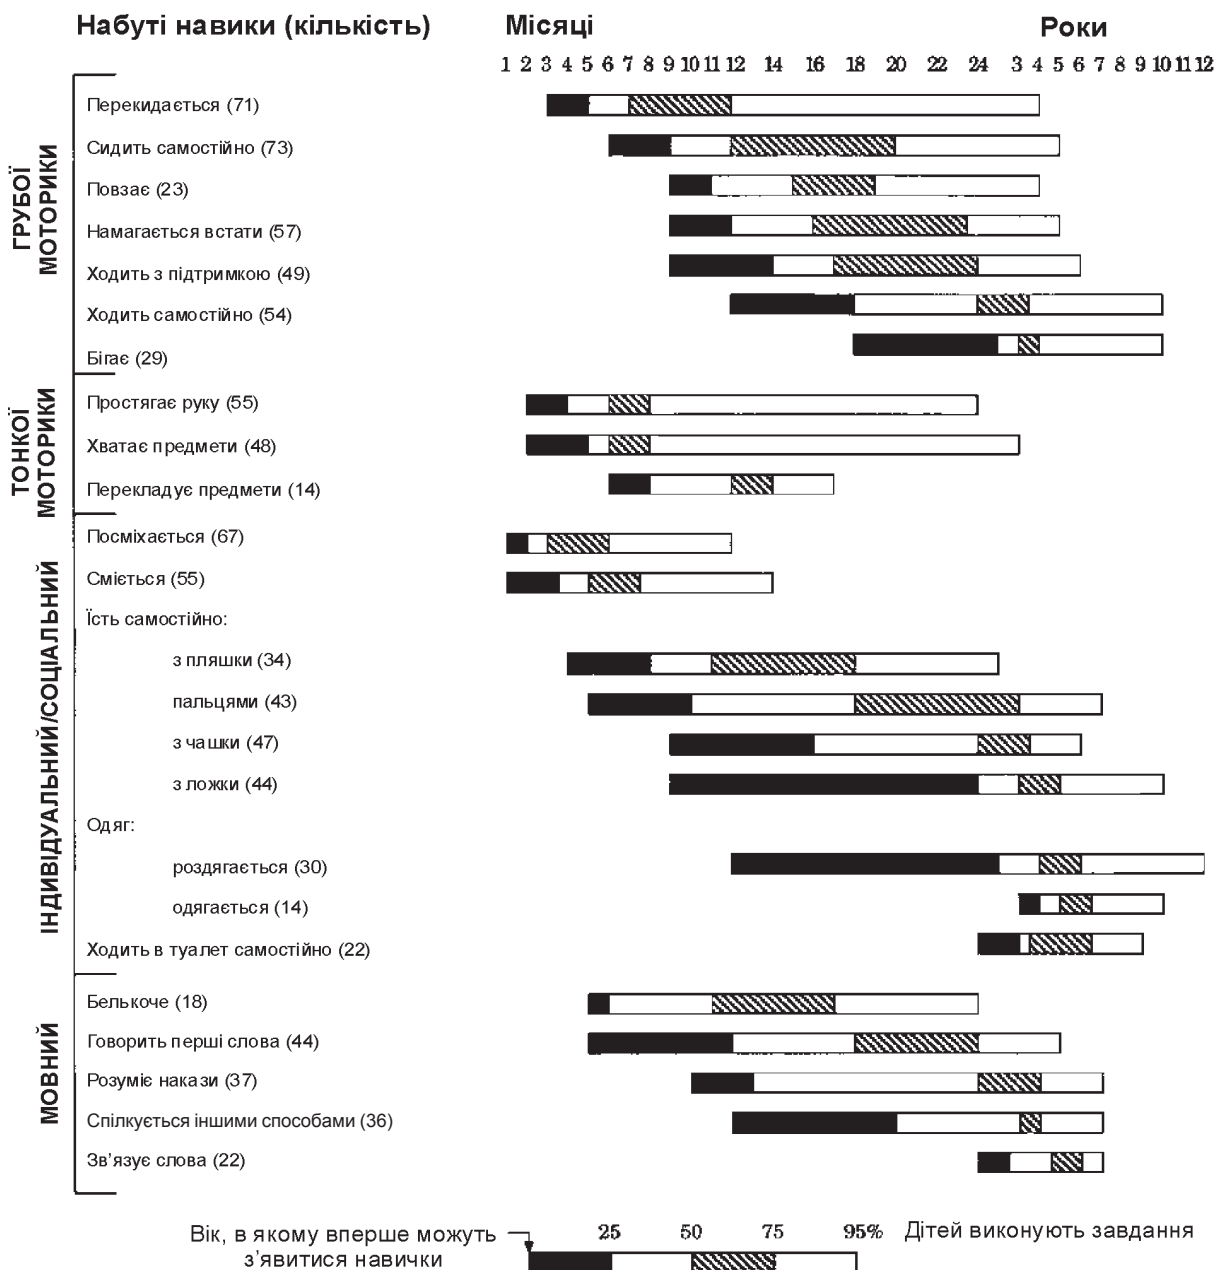 Набуті навики (кількість) Місяці Роки
1 2 3 4 5 6 7 8 9 10 11 12 14 16 18 20 22 24 3 4 5 6 7 8 9 10 11 12
ГРУБОЇ МОТОРИКИ
Перекидається (71)
Сидить самостійно (73)
Повзає (23)
Намагається встати (57)
Ходить з підтримкою (49)
Ходить самостійно (54)
Бігає (29)
ТОНКОЇ МОТОРИКИ
Простягає руку (55)
Хватає предмети (48)
Перекладує предмети (14)
ІНДИВІДУАЛЬНИЙ/СОЦІАЛЬНИЙ
Посміхається (67)
Сміється (55)
Їсть самостійно:
з пляшки (34)
пальцями (43)
з чашки (47)
з ложки (44)
Одяг:
роздягається (30)
одягається (14)
Ходить в туалет самостійно (22)
МОВНИЙ
Белькоче (18)
Говорить перші слова (44)
Розуміє накази (37)
Спілкується іншими способами (36)
Зв’язує слова (22)
Вік, в якому вперше можуть
з’явитися навички
25 50 75 95% Дітей виконують завдання